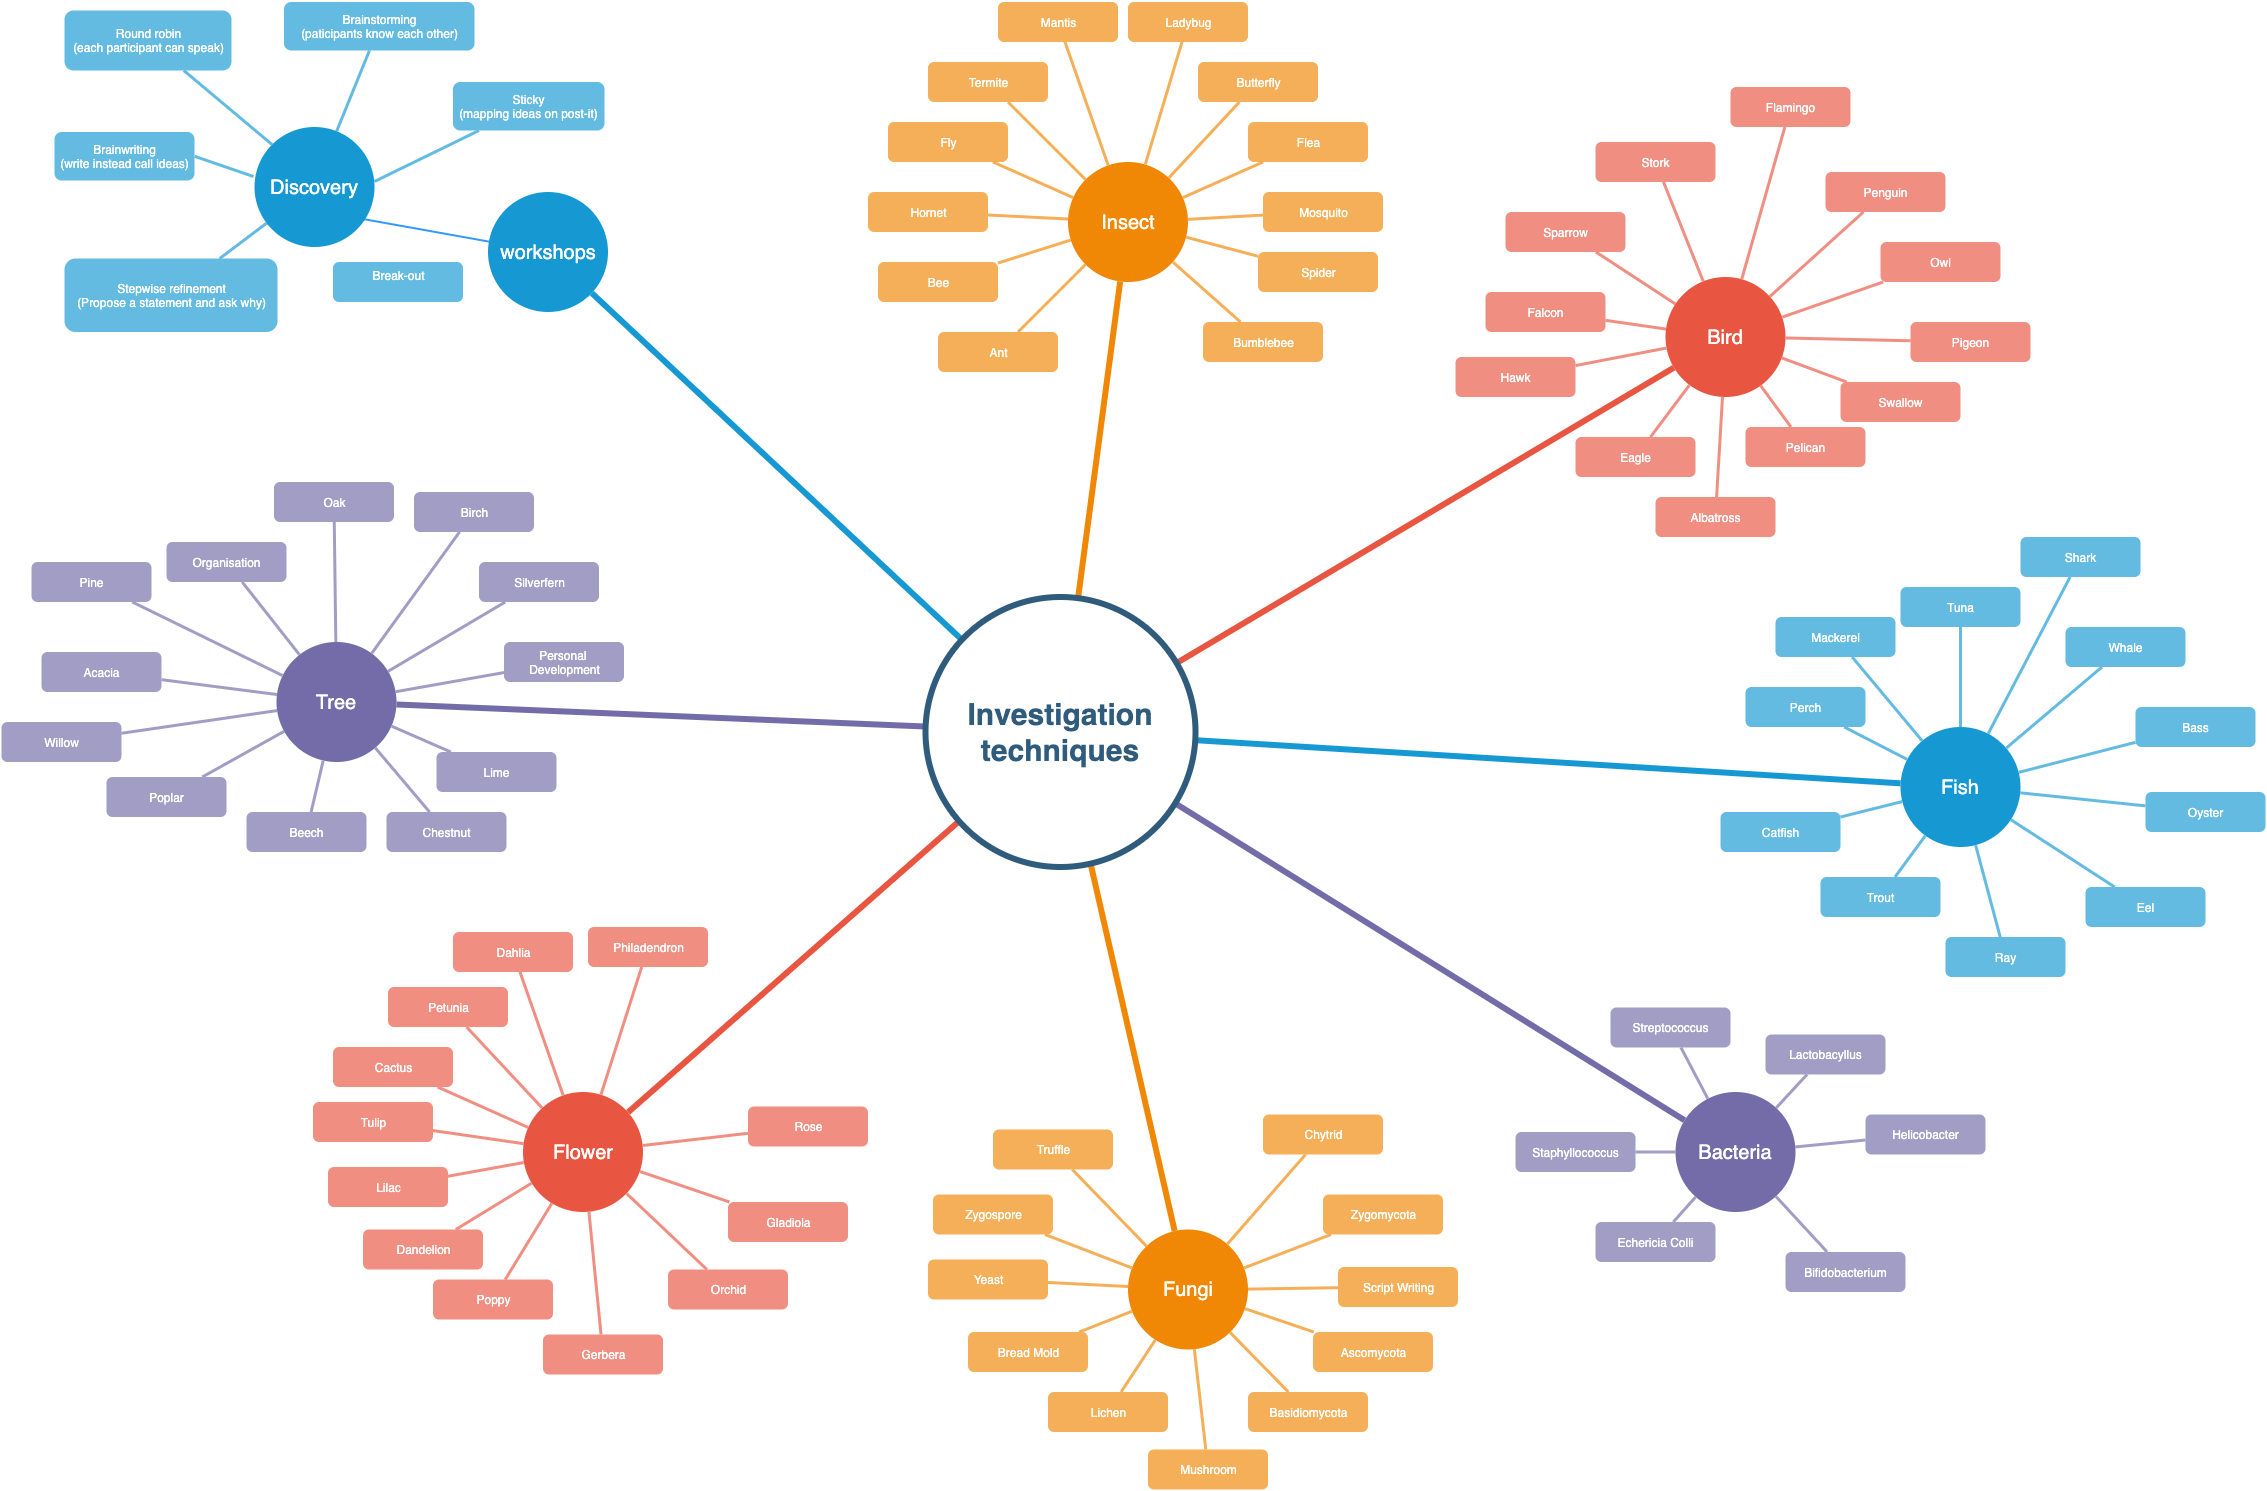 Round robin
(each participant can speak)
Brainstorming
(paticipants know each other)
Sticky
(mapping ideas on post-it)
Brainwriting
(write instead call ideas)
Discovery
workshops
Stepwise refinement
(Propose a statement and ask why)
Break-out
Mantis
Ladybug
Termite
Butterfly
Fly
Flea
Insect
Hornet
Mosquito
Bee
Spider
Ant
Bumblebee
Flamingo
Stork
Penguin
Sparrow
Owl
Falcon
Bird
Pigeon
Hawk
Swallow
Eagle
Pelican
Albatross
Oak
Birch
Organisation
Pine
Silverfern
Personal
Development
Acacia
Tree
Willow
Lime
Poplar
Beech
Chestnut
Investigation
techniques
Shark
Tuna
Mackerel
Whale
Perch
Bass
Fish
Oyster
Catfish
Trout
Eel
Ray
Dahlia
Philadendron
Petunia
Cactus
Tulip
Rose
Flower
Lilac
Gladiola
Dandelion
Orchid
Poppy
Gerbera
Truffle
Chytrid
Zygospore
Zygomycota
Yeast
Fungi
Script Writing
Bread Mold
Ascomycota
Lichen
Basidiomycota
Mushroom
Streptococcus
Lactobacyllus
Helicobacter
Staphyllococcus
Bacteria
Echericia Colli
Bifidobacterium